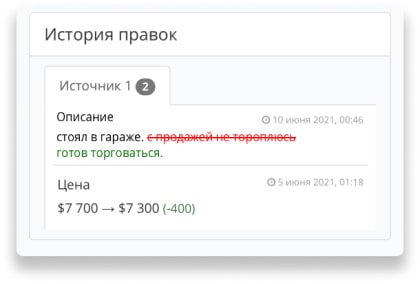 История правок
Источник 1 2
Описание
10 июня 2021, 00:46
стоял в гараже. с продажей не тороплюсь
готов торговаться.
Цена
5 июня 2021, 01:18
$7 700 → $7 300 (-400)